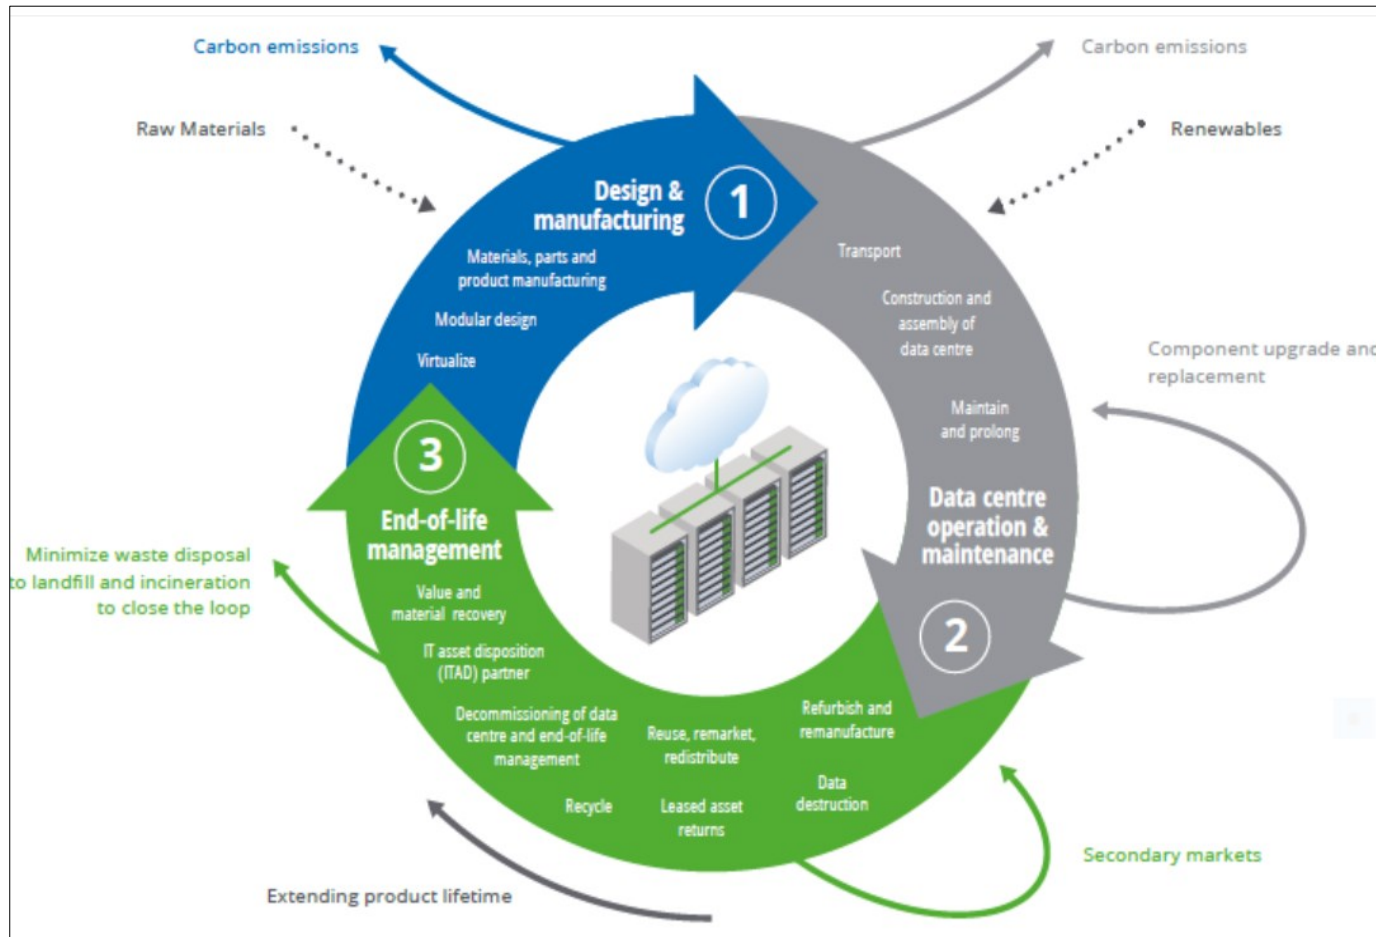 Carbon emissions
Carbon emissions
Raw Materials
Renewables
Design &
manufacturing
1
Materials, parts and
product manufacturing
Modular design
Virtualize
Transport
Construction and
assembly of
data centre
Maintain
and prolong
Component upgrade and
replacement
Data centre
operation &
maintenance
2
3
End-of-life
management
Value and
material recovery
IT asset disposition
(ITAD) partner
Decommissioning of data
centre and end-of-life
management
Recycle
Reuse, remarket,
redistribute
Leased asset
returns
Refurbish and
remanufacture
Data
destruction
Minimize waste disposal
to landfill and incineration
to close the loop
Extending product lifetime
Secondary markets